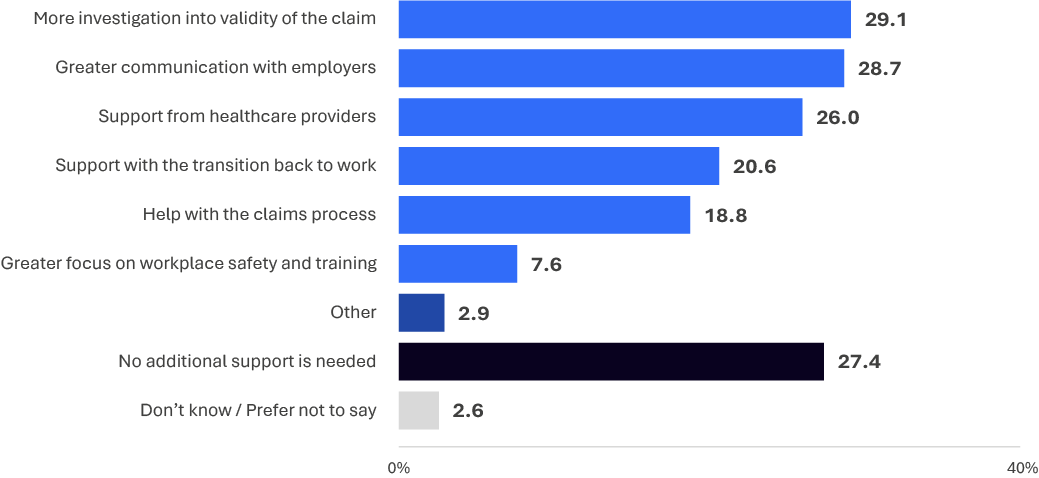 More investigation into validity of the claim 29.1
Greater communication with employers 28.7
Support from healthcare providers 26.0
Support with the transition back to work 20.6
Help with the claims process 18.8
Greater focus on workplace safety and training 7.6
Other 2.9
No additional support is needed 27.4
Don’t know / Prefer not to say 2.6
0% 40%